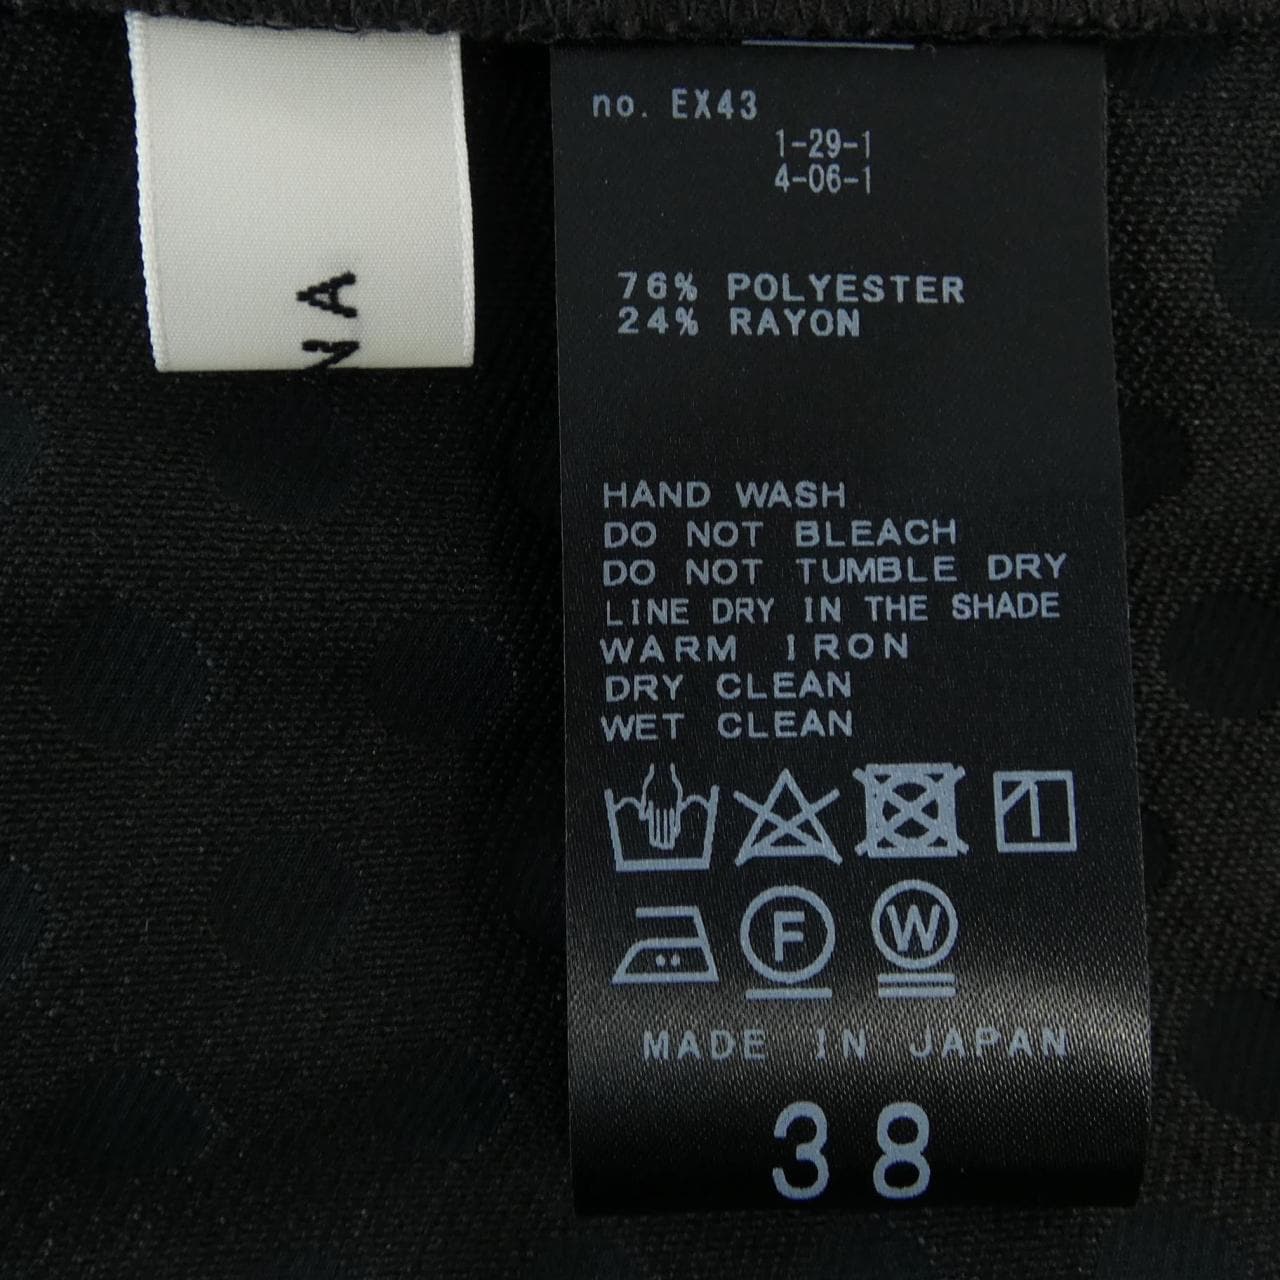 NA
no. EX43
1-29-1
4-06-1
76% POLYESTER
24% RAYON
HAND WASH
DO NOT BLEACH
DO NOT TUMBLE DRY
LINE DRY IN THE SHADE
WARM IRON
DRY CLEAN
WET CLEAN
F W
MADE IN JAPAN
38